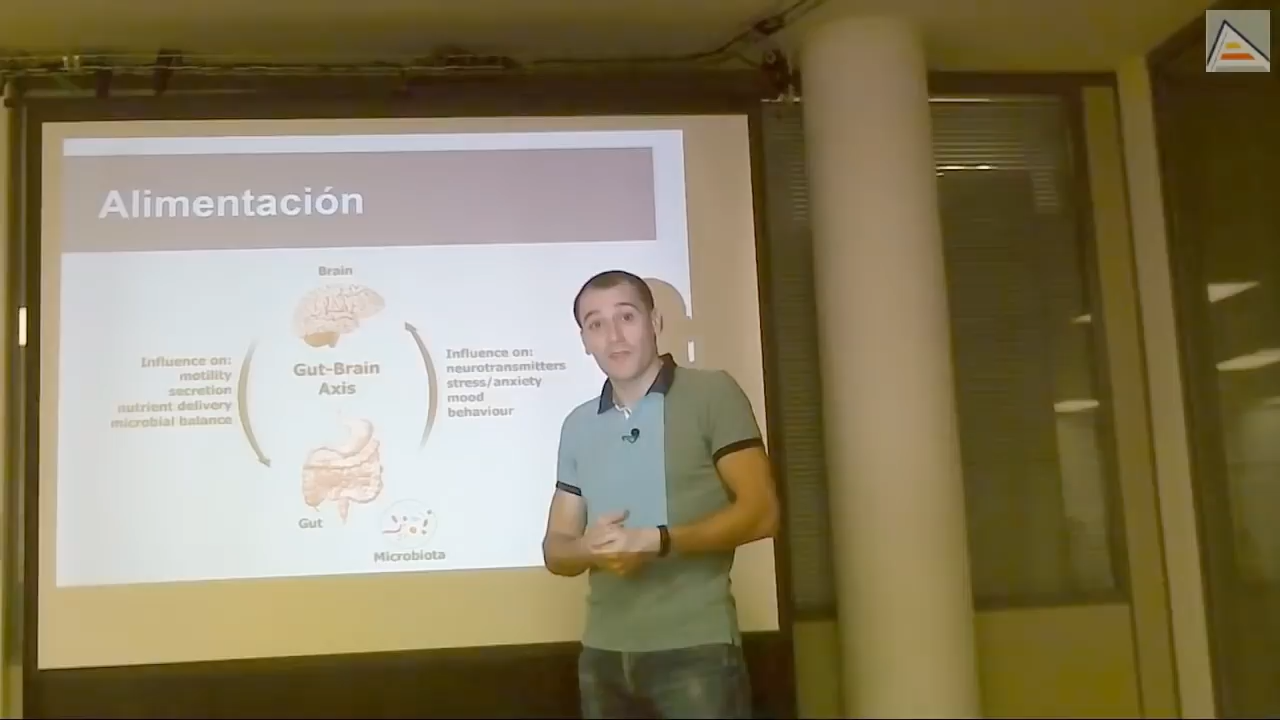 Alimentación
Brain
Influence on:
motility
secretion
nutrient delivery
microbial balance
Gut-Brain
Axis
Influence on:
neurotransmitters
stress/anxiety
mood
behaviour
Gut
Microbiota